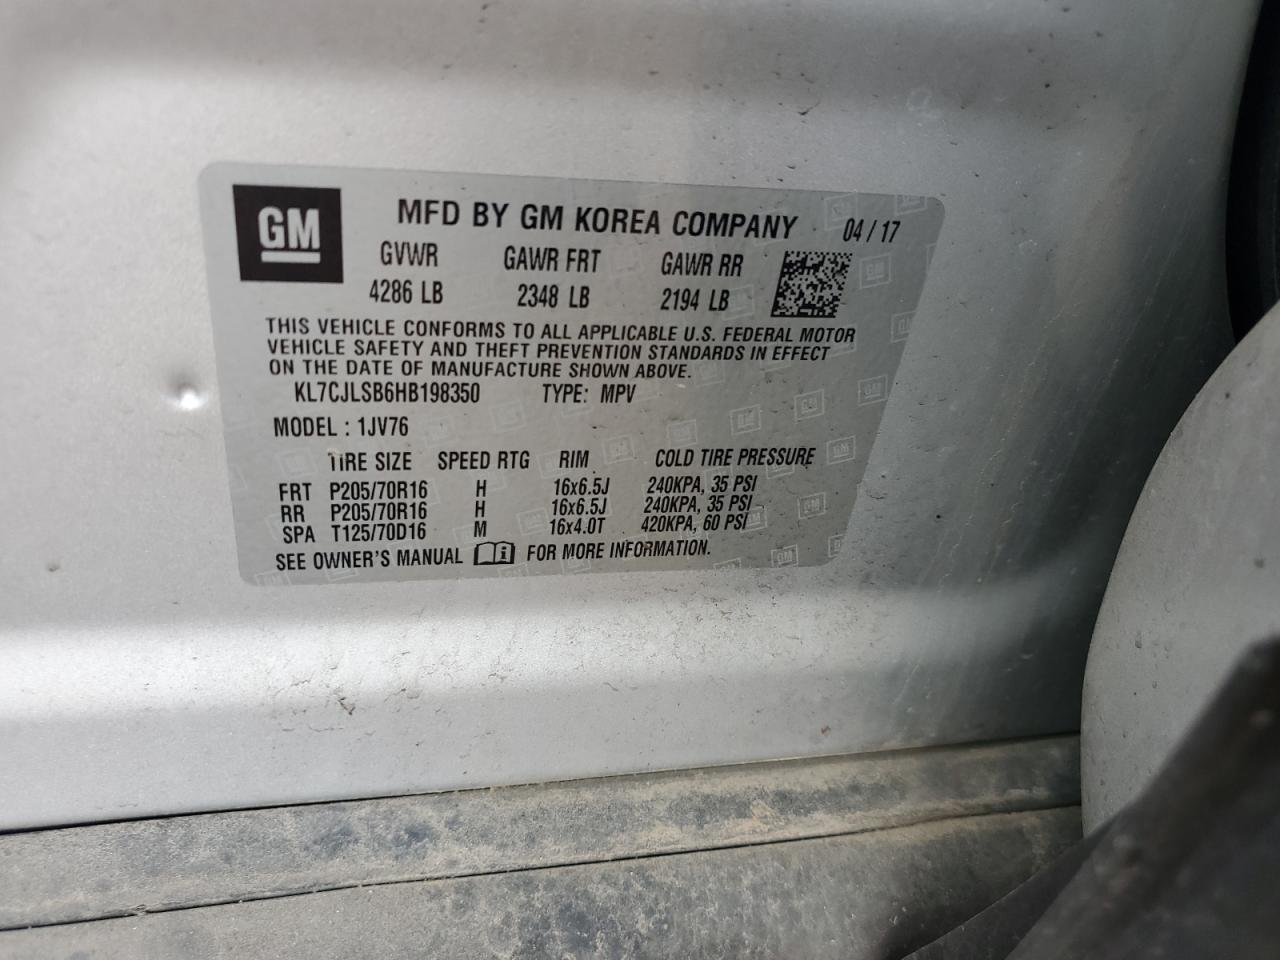 GM
MFD BY GM KOREA COMPANY 04 / 17
GVWR GAWR FRT GAWR RR
4286 LB 2348 LB 2194 LB
THIS VEHICLE CONFORMS TO ALL APPLICABLE U.S. FEDERAL MOTOR
VEHICLE SAFETY AND THEFT PREVENTION STANDARDS IN EFFECT
ON THE DATE OF MANUFACTURE SHOWN ABOVE.
KL7CJLSB6HB198350 TYPE: MPV
MODEL : 1JV76
TIRE SIZE SPEED RTG RIM COLD TIRE PRESSURE
FRT P205/70R16 H 16x6.5J 240KPA, 35 PSI
RR P205/70R16 H 16x6.5J 240KPA, 35 PSI
SPA T125/70D16 M 16x4.0T 420KPA, 60 PSI
SEE OWNER'S MANUAL FOR MORE INFORMATION.